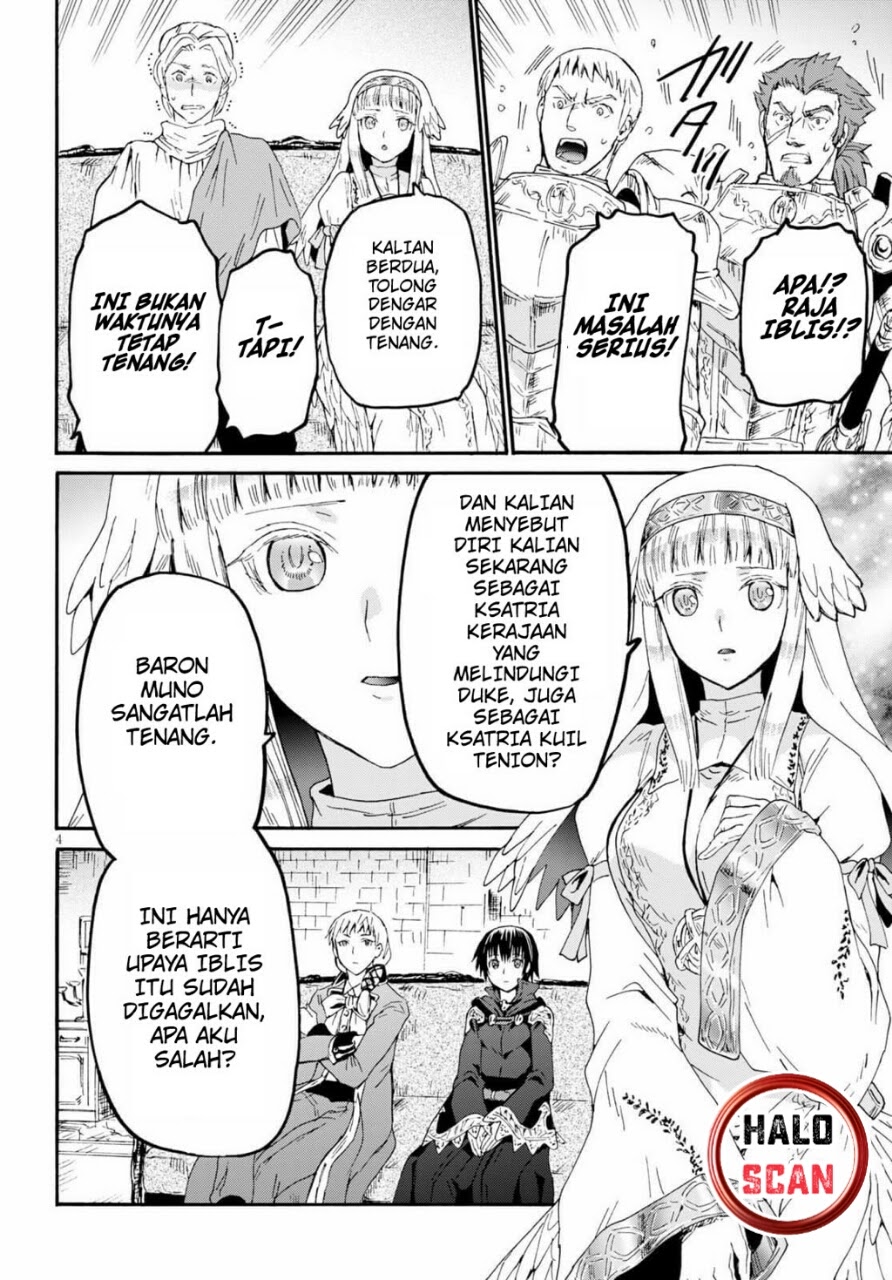 ガ
タ
APA!?
RAJA
IBLIS!?
INI
MASALAH
SERIUS!
KALIAN
BERDUA,
TOLONG
DENGAR
DENGAN
TENANG.
T-
TAPI!
INI BUKAN
WAKTUNYA
TETAP
TENANG!
DAN KALIAN
MENYEBUT
DIRI KALIAN
SEKARANG
SEBAGAI
KSATRIA
KERAJAAN
YANG
MELINDUNGI
DUKE, JUGA
SEBAGAI
KSATRIA KUIL
TENION?
BARON
MUNO
SANGATLAH
TENANG.
4
INI HANYA
BERARTI
UPAYA IBLIS
ITU SUDAH
DIGAGALKAN,
APA AKU
SALAH?
HALO
SCAN